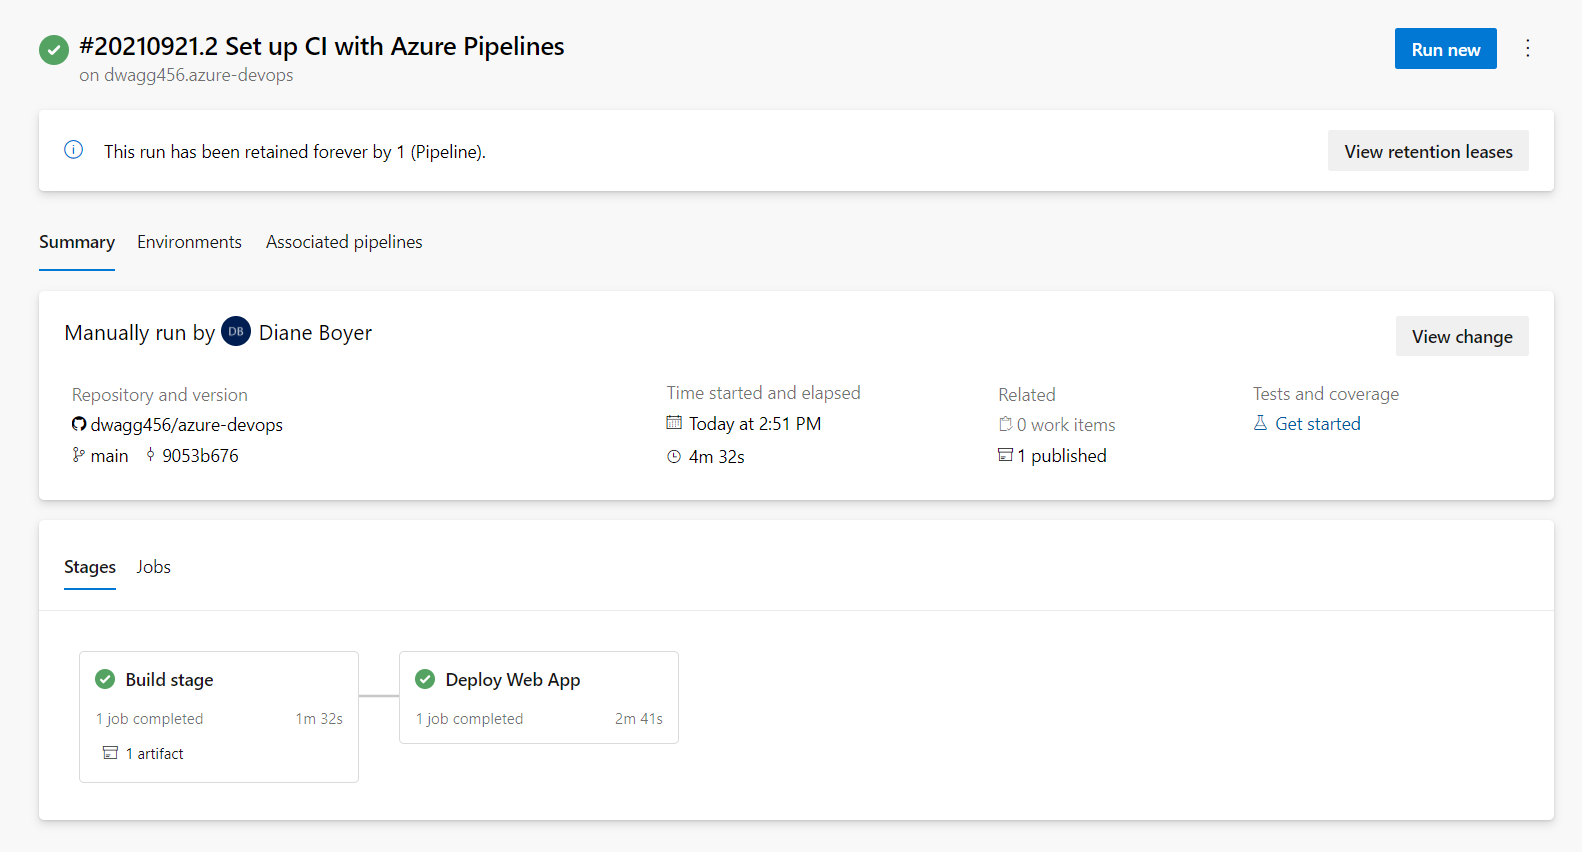 #20210921.2 Set up CI with Azure Pipelines
on dwagg456.azure-devops
Run new
This run has been retained forever by 1 (Pipeline).
View retention leases
Summary Environments Associated pipelines
Manually run by DB Diane Boyer
View change
Repository and version
dwagg456/azure-devops
main 9053b676
Time started and elapsed
Today at 2:51 PM
4m 32s
Related
0 work items
1 published
Tests and coverage
Get started
Stages Jobs
Build stage
1 job completed 1m 32s
1 artifact
Deploy Web App
1 job completed 2m 41s